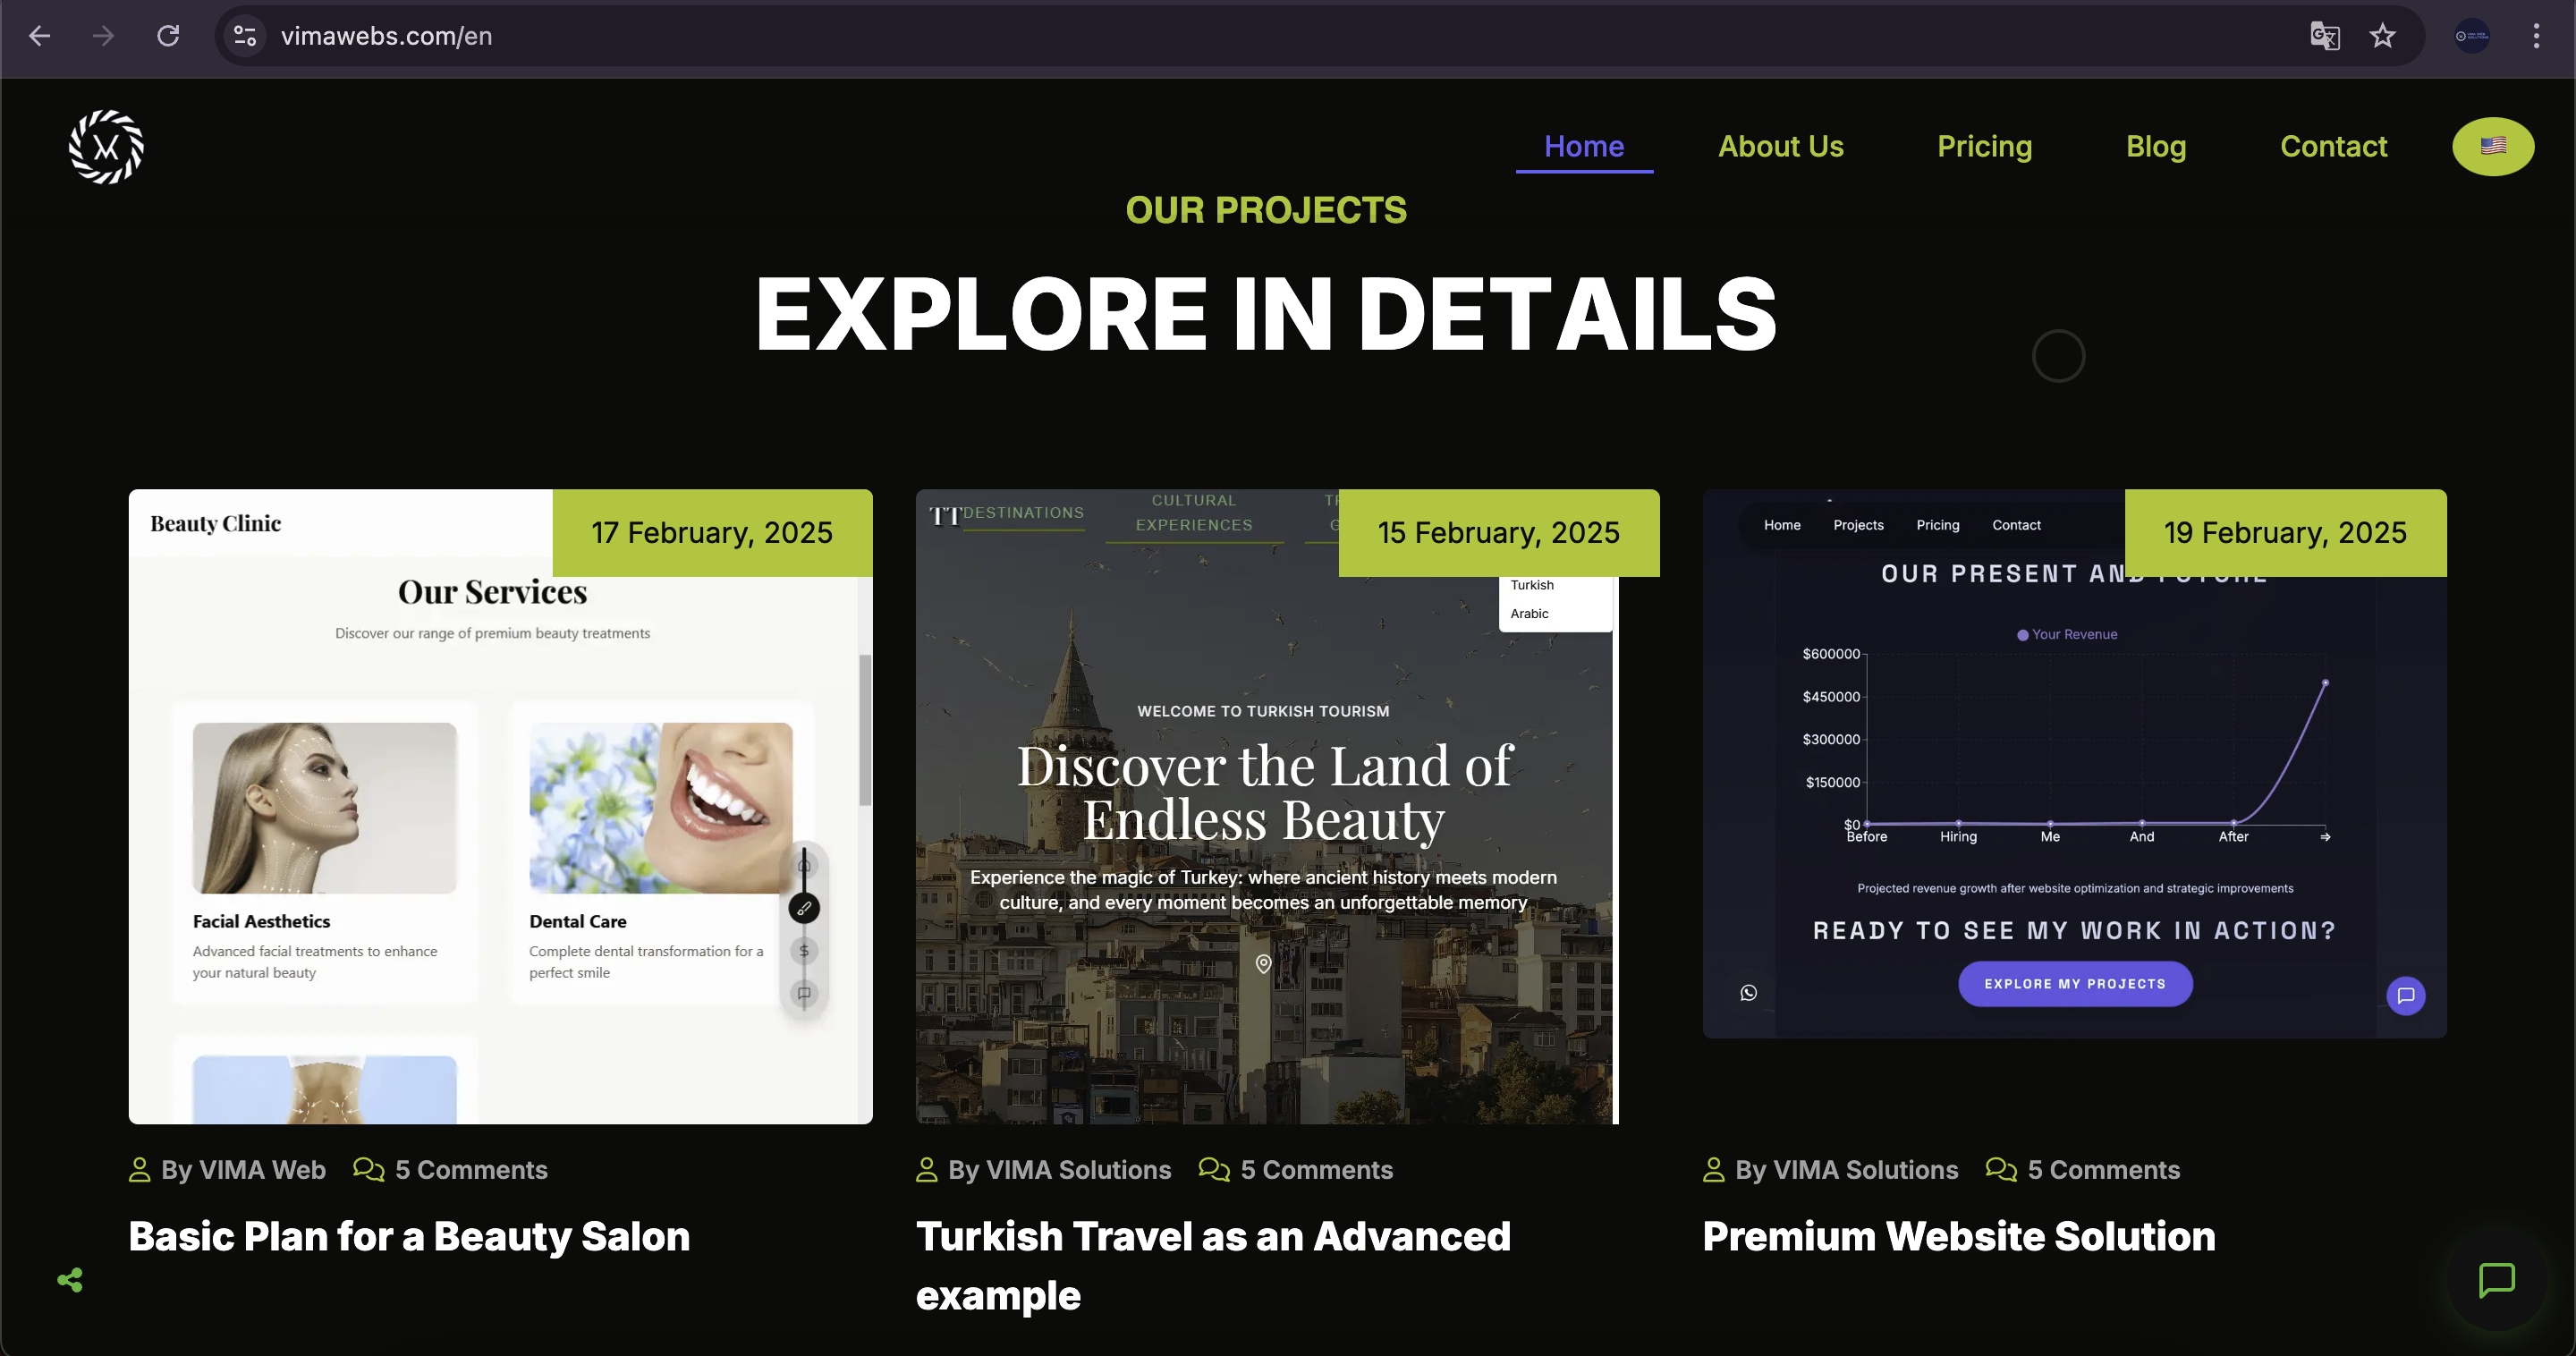 vimawebs.com/en
Home
About Us
Pricing
Blog
Contact
OUR PROJECTS
EXPLORE IN DETAILS
Beauty Clinic
17 February, 2025
Our Services
Discover our range of premium beauty treatments
Facial Aesthetics
Advanced facial treatments to enhance
your natural beauty
Dental Care
Complete dental transformation for a
perfect smile
$
By VIMA Web
5 Comments
Basic Plan for a Beauty Salon
TT
DESTINATIONS
CULTURAL
EXPERIENCES
15 February, 2025
Turkish
Arabic
WELCOME TO TURKISH TOURISM
Discover the Land of
Endless Beauty
Experience the magic of Turkey: where ancient history meets modern
culture, and every moment becomes an unforgettable memory
By VIMA Solutions
5 Comments
Turkish Travel as an Advanced
example
Home
Projects
Pricing
Contact
19 February, 2025
OUR PRESENT AND FUTURE
Your Revenue
$600000
$450000
$300000
$150000
$0
Before
Hiring
Me
And
After
⇒
Projected revenue growth after website optimization and strategic improvements
READY TO SEE MY WORK IN ACTION?
EXPLORE MY PROJECTS
By VIMA Solutions
5 Comments
Premium Website Solution